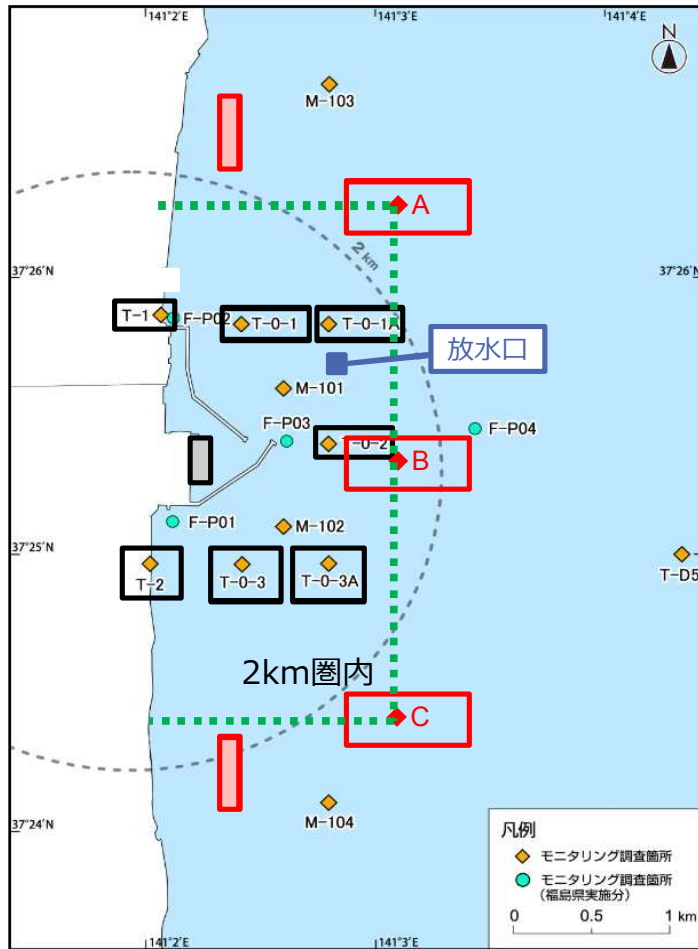 141°2′E
141°3′E
141°4′E
N
M-103
A
2 km
37°26′N
37°26′N
T-1
F-P02
T-0-1
T-0-1A
放水口
M-101
F-P03
T-0-2
F-P04
B
F-P01
M-102
37°25′N
T-2
T-0-3
T-0-3A
T-D5
2km圏内
C
M-104
37°24′N
凡例
モニタリング調査箇所
モニタリング調査箇所
(福島県実施分)
0 0.5 1 km
141°2′E
141°3′E